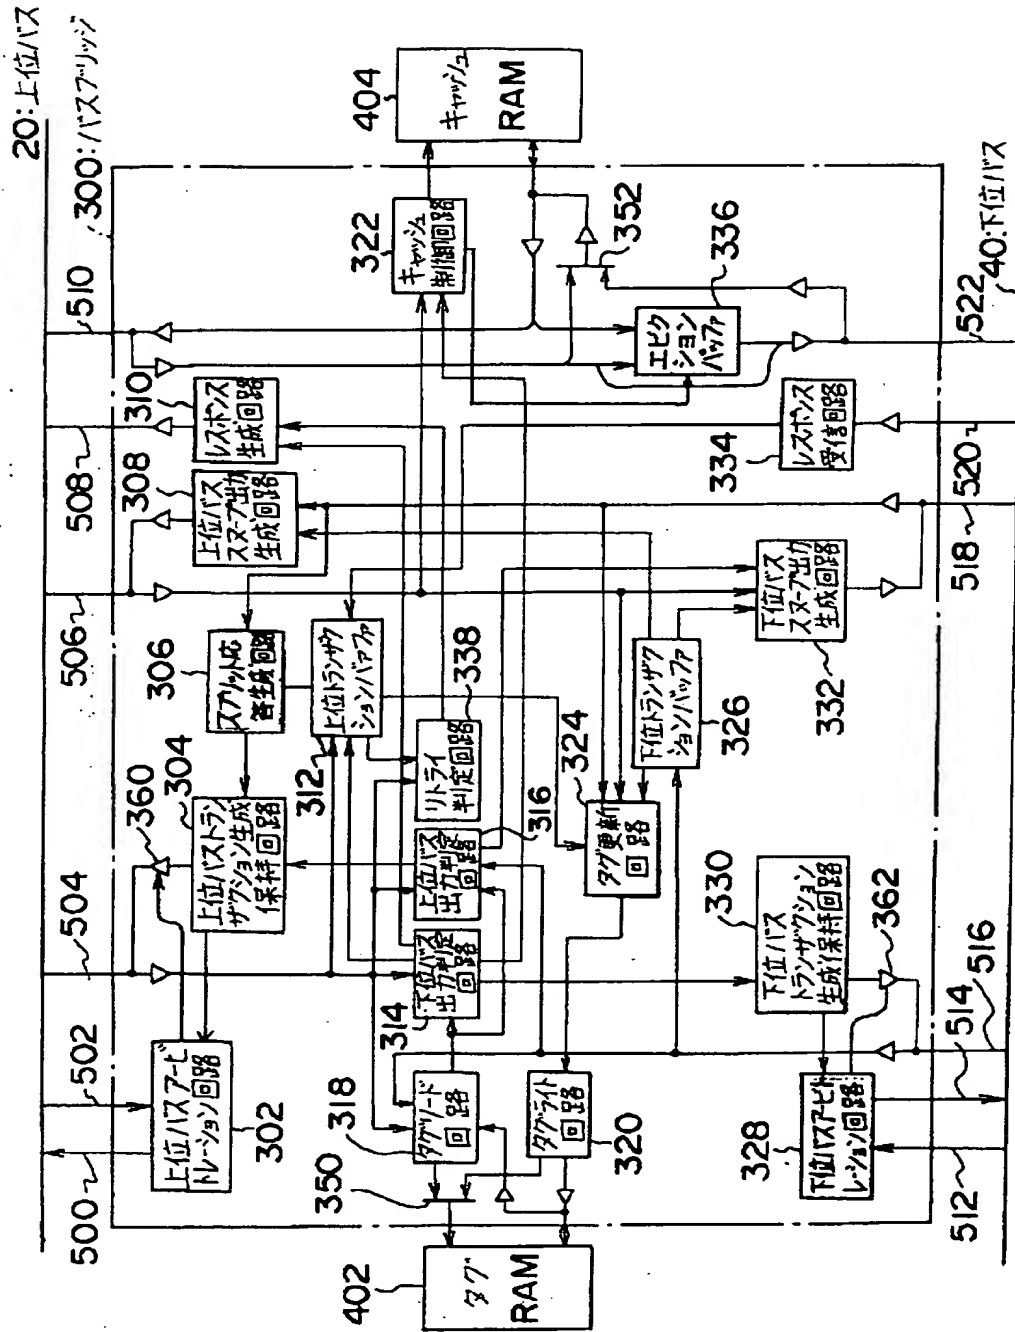 20:上位バス
300:バスブリッジ
500
502
504
506
508
510
上位バスアービ
トレーション回路
302
360
304
上位バストラン
ザクション生成
保持回路
306
スプリット応
答生成回路
308
上位バス
スヌープ出力
生成回路
310
レスポンス
生成回路
312
上位トランザク
ションバッファ
322
キャッシュ
制御回路
404
キャッシュ
RAM
318
タグリード
回路
314
下位バス
出力判定
回路
上位バス
出力判定
回路
316
リトライ
判定回路
338
350
402
タグ
RAM
タグライト
回路
320
324
タグ更新
回路
下位トランザク
ションバッファ
326
352
エビク
ション
バッファ
336
328
下位バスアービト
レーション回路
330
下位バス
トランザクション
生成保持回路
362
332
下位バス
スヌープ出力
生成回路
334
レスポンス
受信回路
512
514
516
518
520
522
40:下位バス